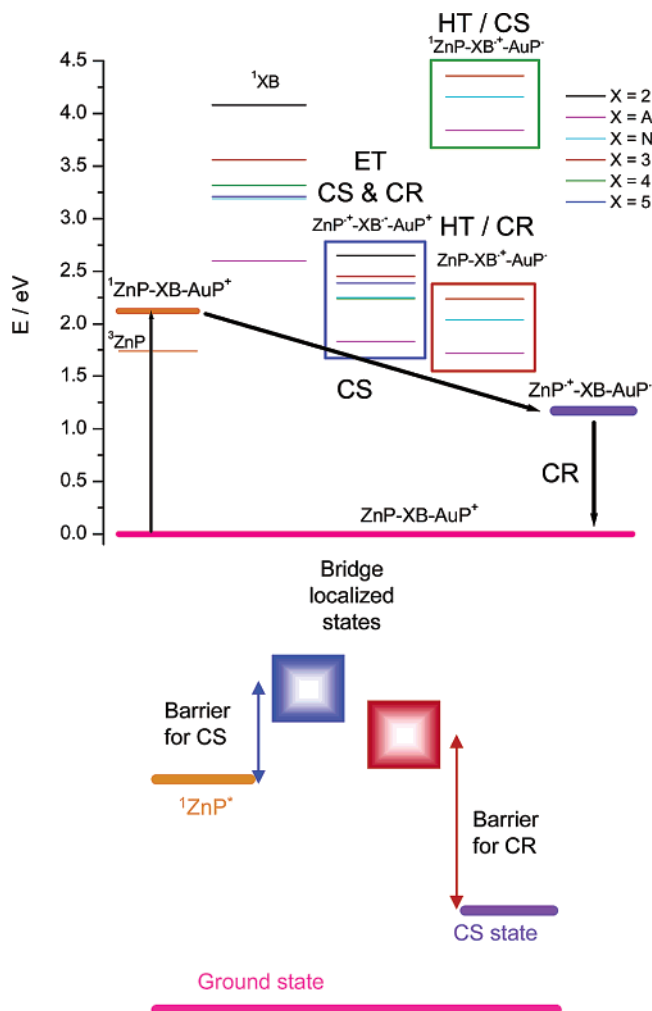 HT / CS
¹ZnP-XB·⁺-AuP·
¹XB
X = 2
X = A
X = N
X = 3
X = 4
X = 5
ET
CS & CR
ZnP·⁺-XB·⁻-AuP⁺
HT / CR
ZnP-XB·⁺-AuP·
E / eV
4.5
4.0
3.5
3.0
2.5
2.0
1.5
1.0
0.5
0.0
¹ZnP-XB-AuP⁺
³ZnP
CS
ZnP·⁺-XB-AuP·
CR
ZnP-XB-AuP⁺
Bridge
localized
states
Barrier
for CS
¹ZnP*
Barrier
for CR
CS state
Ground state